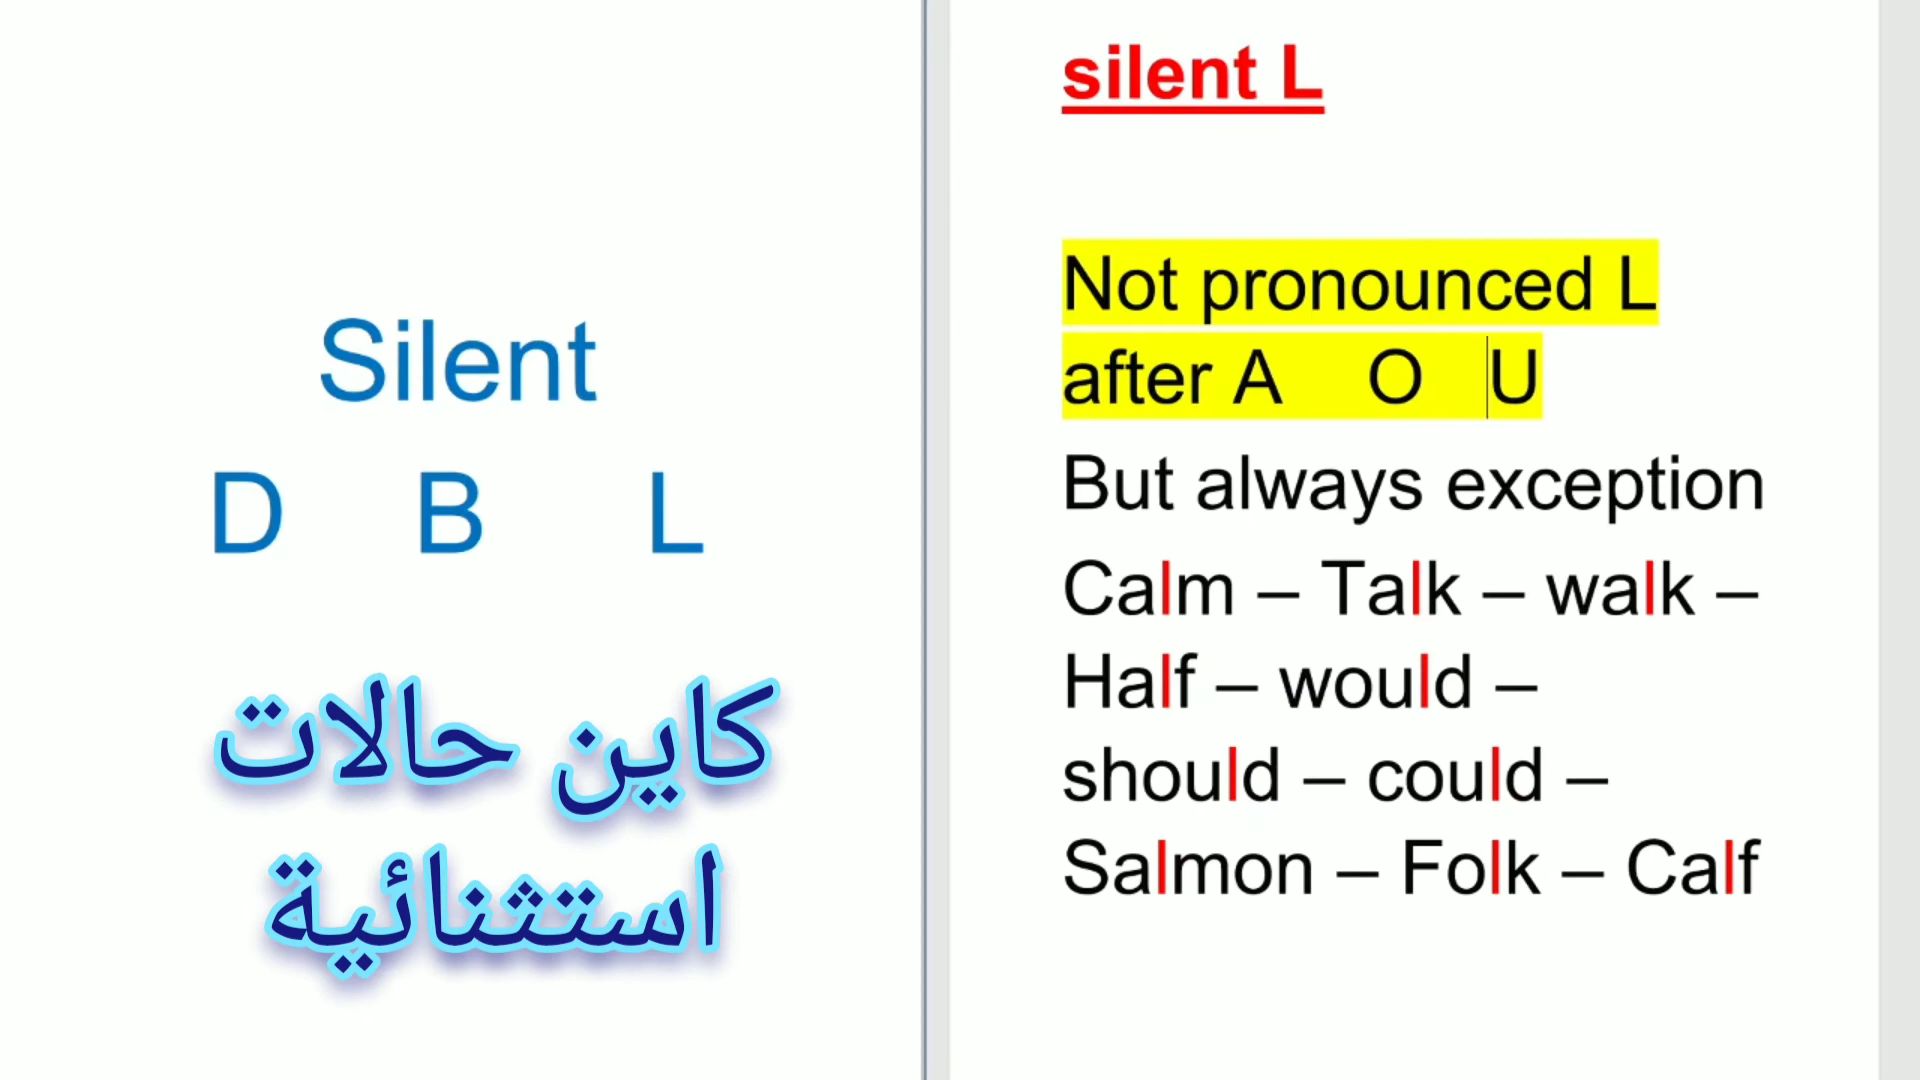 Silent
D B L
كاين حالات
استثنائية
silent L
Not pronounced L
after A O U
But always exception
Calm – Talk – walk –
Half – would –
should – could –
Salmon – Folk – Calf